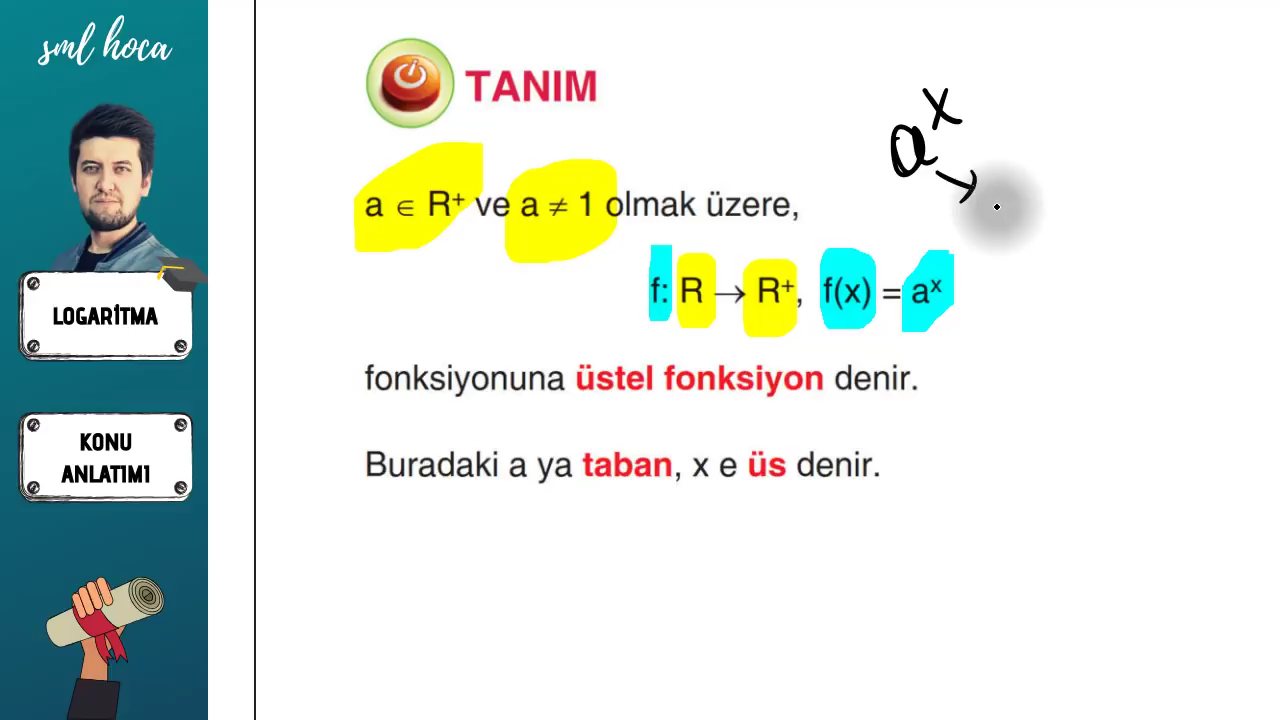 sml hoca
LOGARİTMA
KONU
ANLATIMI
TANIM
a ∈ R⁺ ve a ≠ 1 olmak üzere,
f: R → R⁺, f(x) = aˣ
fonksiyonuna üstel fonksiyon denir.
Buradaki a ya taban, x e üs denir.
aˣ →